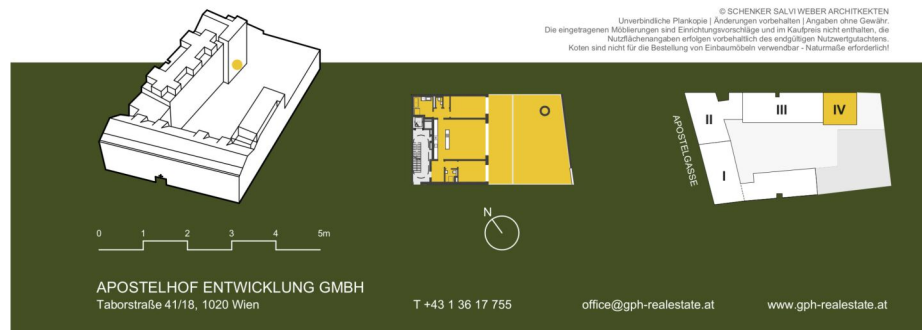 © SCHENKER SALVI WEBER ARCHITKEKTEN
Unverbindliche Plankopie | Änderungen vorbehalten | Angaben ohne Gewähr.
Die eingetragenen Möblierungen sind Einrichtungsvorschläge und im Kaufpreis nicht enthalten, die
Nutzflächenangaben erfolgen vorbehaltlich des endgültigen Nutzwertgutachtens.
Koten sind nicht für die Bestellung von Einbaumöbeln verwendbar - Naturmaße erforderlich!
II
III
IV
I
APOSTELGASSE
N
0 1 2 3 4 5m
APOSTELHOF ENTWICKLUNG GMBH
Taborstraße 41/18, 1020 Wien
T +43 1 36 17 755
office@gph-realestate.at
www.gph-realestate.at